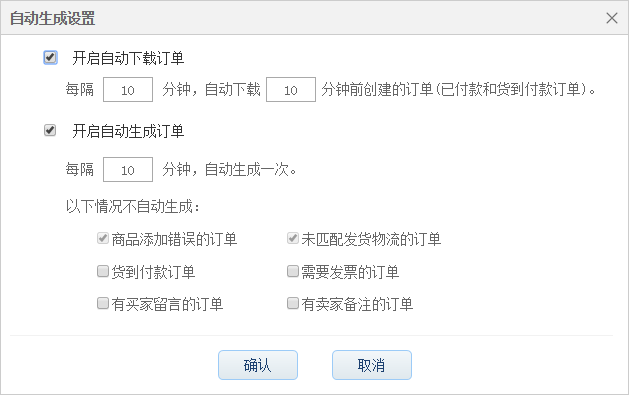 自动生成设置
开启自动下载订单
每隔 10 分钟，自动下载 10 分钟前创建的订单(已付款和货到付款订单)。
开启自动生成订单
每隔 10 分钟，自动生成一次。
以下情况不自动生成：
商品添加错误的订单 未匹配发货物流的订单
货到付款订单 需要发票的订单
有买家留言的订单 有卖家备注的订单
确认 取消